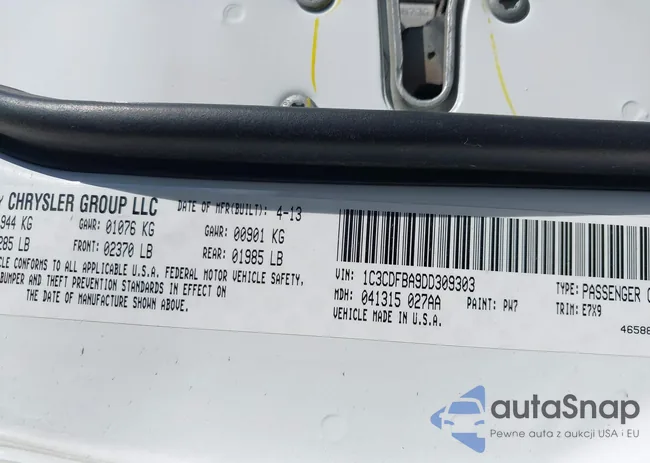 CHRYSLER GROUP LLC DATE OF MFR(BUILT): 4-13
944 KG GAWR: 01076 KG GAWR: 00901 KG
285 LB FRONT: 02370 LB REAR: 01985 LB
CLE CONFORMS TO ALL APPLICABLE U.S.A. FEDERAL MOTOR VEHICLE SAFETY,
BUMPER AND THEFT PREVENTION STANDARDS IN EFFECT ON
THE DATE OF MANUFACTURE SHOWN ABOVE.
VIN: 1C3CDFBA9DD309303 TYPE: PASSENGER
MDH: 041315 027AA PAINT: PW7 TRIM: E7X9
VEHICLE MADE IN U.S.A.
4658
autaSnap
Pewne auta z aukcji USA i EU